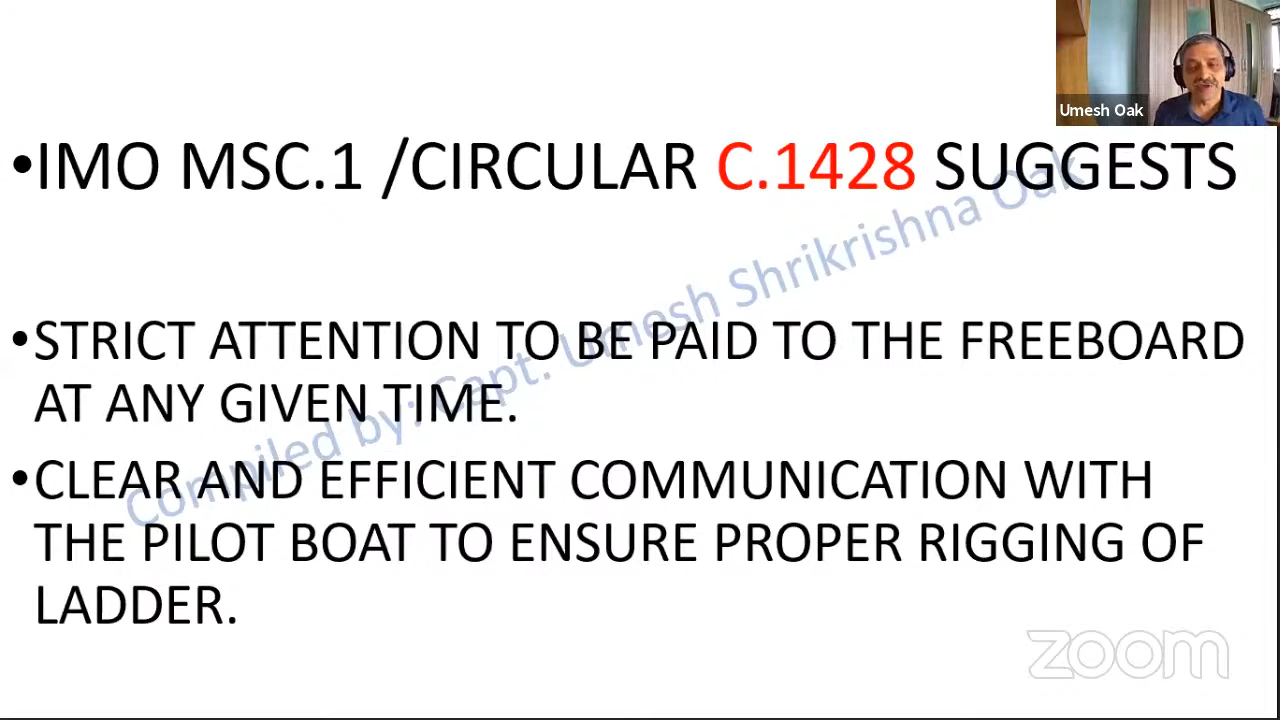 Umesh Oak
•IMO MSC.1 /CIRCULAR C.1428 SUGGESTS
•STRICT ATTENTION TO BE PAID TO THE FREEBOARD
AT ANY GIVEN TIME.
•CLEAR AND EFFICIENT COMMUNICATION WITH
THE PILOT BOAT TO ENSURE PROPER RIGGING OF
LADDER.
Compiled by: Capt. Umesh Shrikrishna Oak
zoom